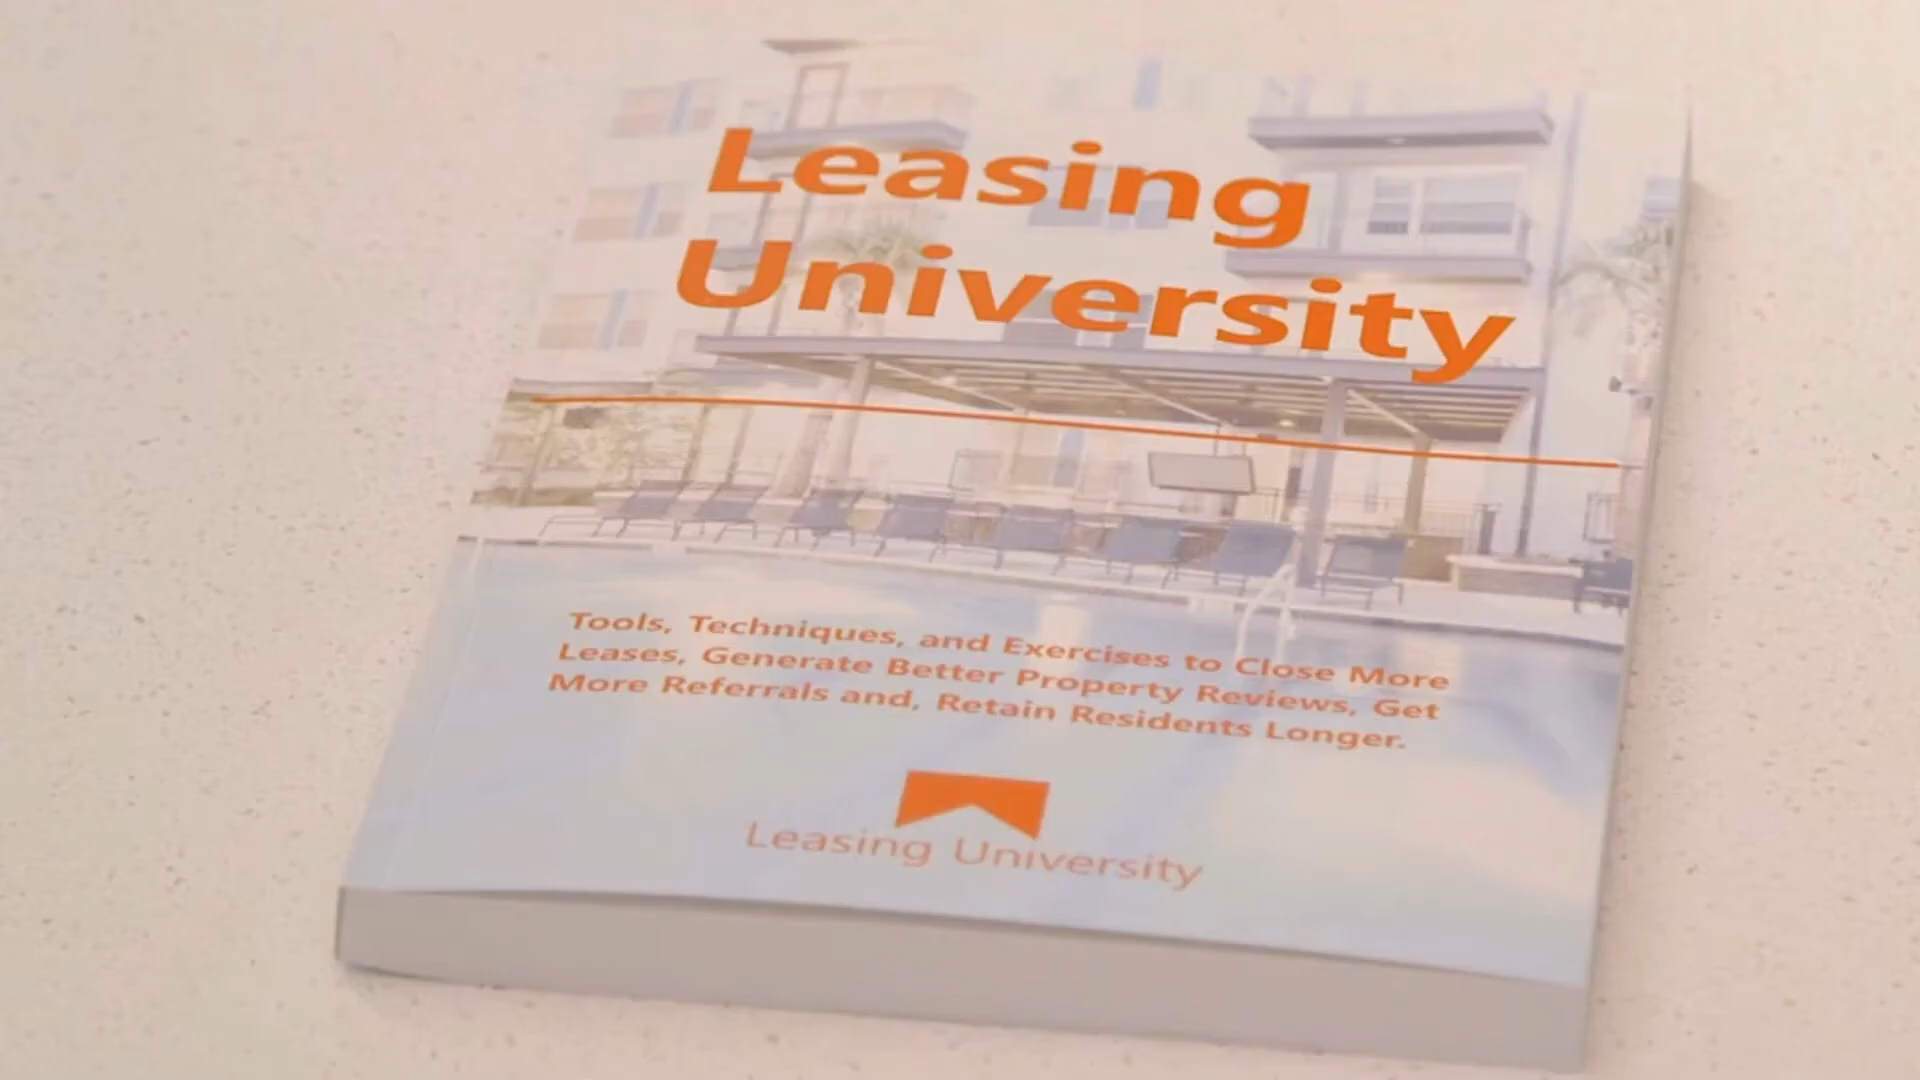 Leasing
University
Tools, Techniques, and Exercises to Close More
Leases, Generate Better Property Reviews, Get
More Referrals and, Retain Residents Longer.
Leasing University